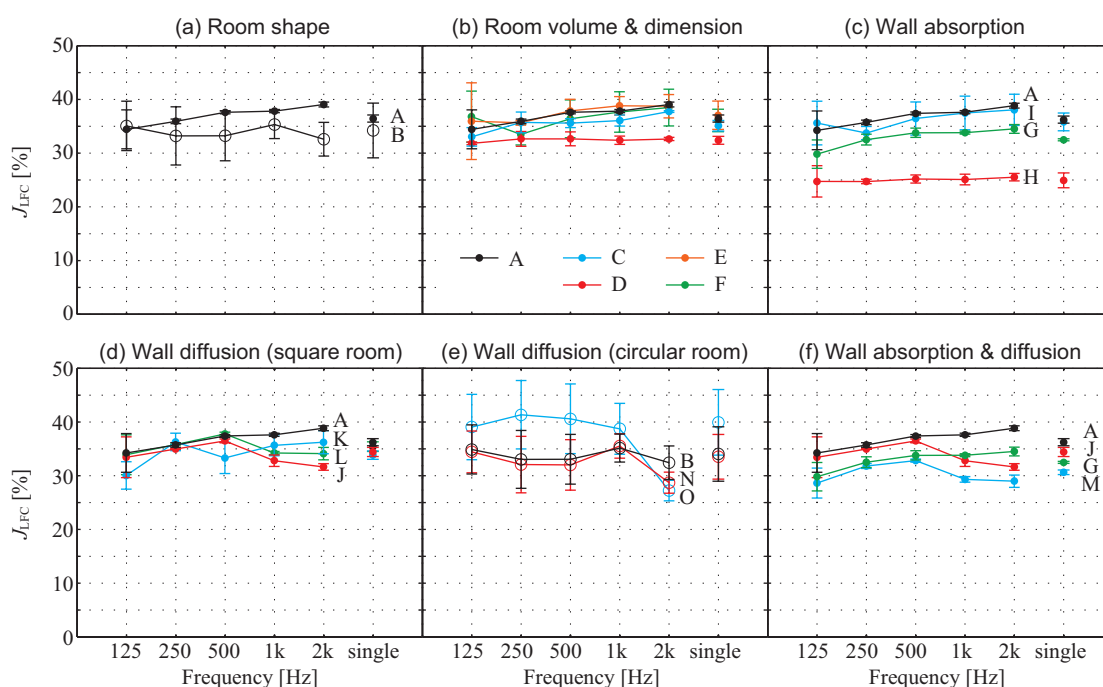 (a) Room shape
(b) Room volume & dimension
(c) Wall absorption
50
40
30
20
10
0
J_LFC [%]
A
B
A
C
E
D
F
A
I
G
H
(d) Wall diffusion (square room)
(e) Wall diffusion (circular room)
(f) Wall absorption & diffusion
50
40
30
20
10
0
J_LFC [%]
A
K
L
J
B
N
O
A
J
G
M
125 250 500 1k 2k single
125 250 500 1k 2k single
125 250 500 1k 2k single
Frequency [Hz]
Frequency [Hz]
Frequency [Hz]